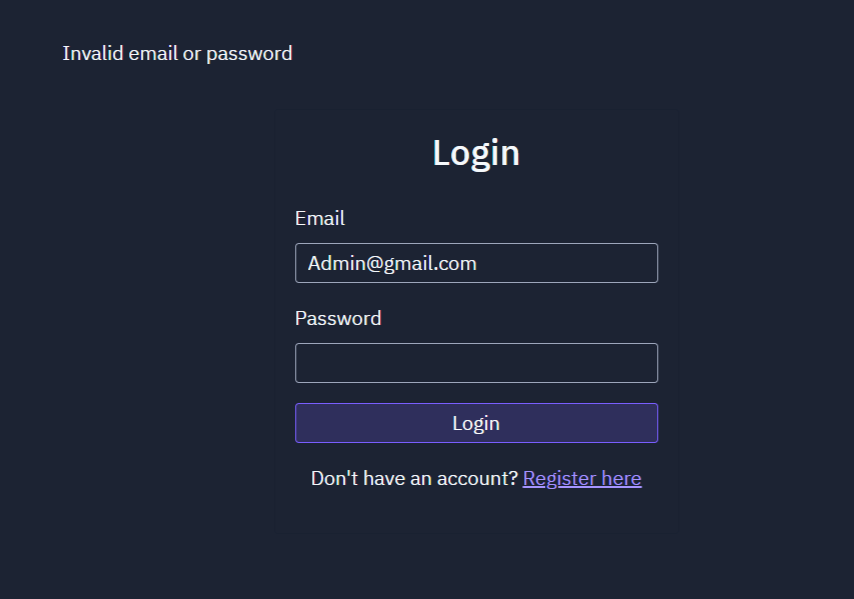 Invalid email or password
Login
Email
Admin@gmail.com
Password
Login
Don't have an account? Register here